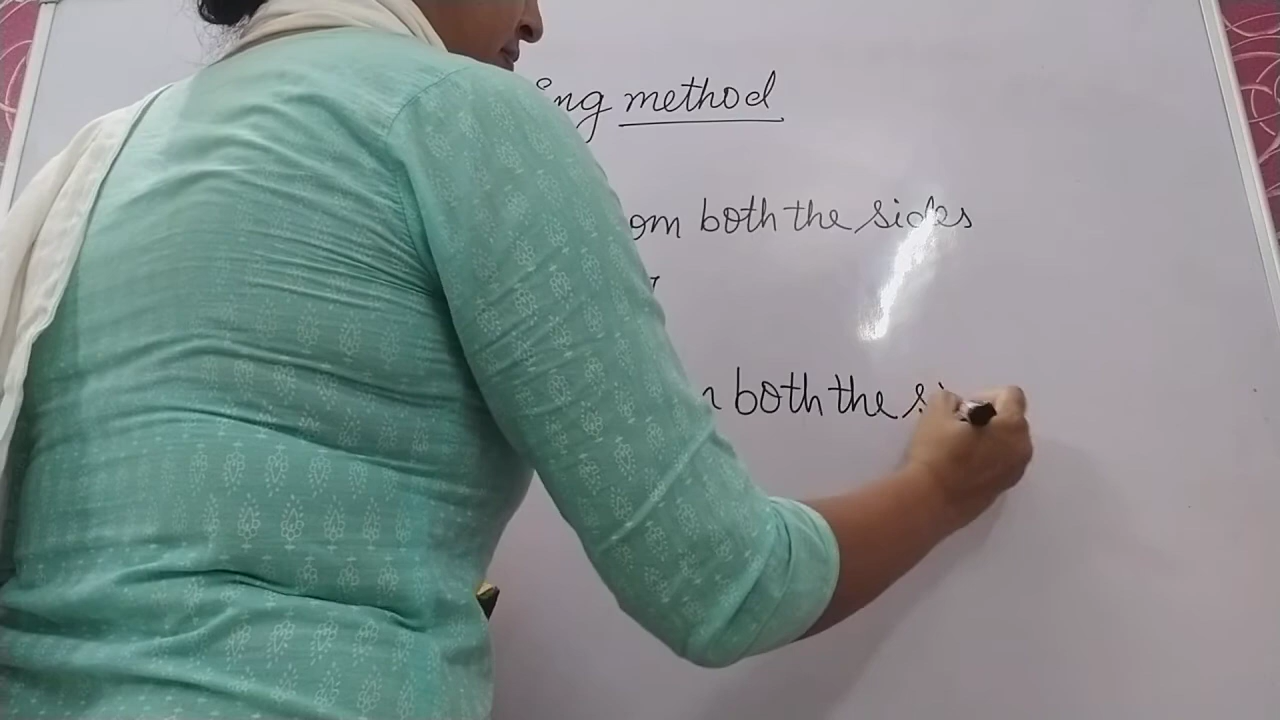 ing method
om both the sides
both the s